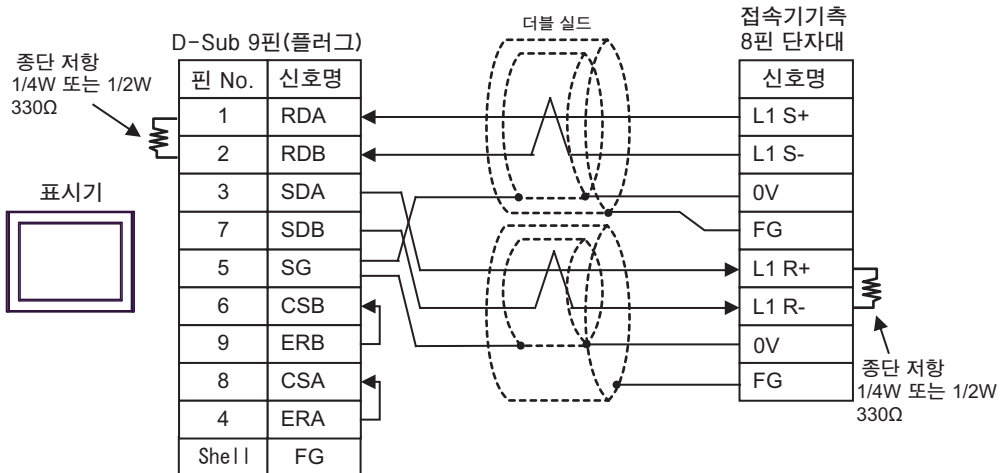 더블 실드
접속기기측
8핀 단자대
D-Sub 9핀(플러그)
종단 저항
1/4W 또는 1/2W
330Ω
핀 No. 신호명
신호명
1 RDA
L1 S+
2 RDB
L1 S-
표시기
3 SDA
0V
7 SDB
FG
5 SG
L1 R+
6 CSB
L1 R-
9 ERB
0V
8 CSA
FG
4 ERA
Shell FG
종단 저항
1/4W 또는 1/2W
330Ω